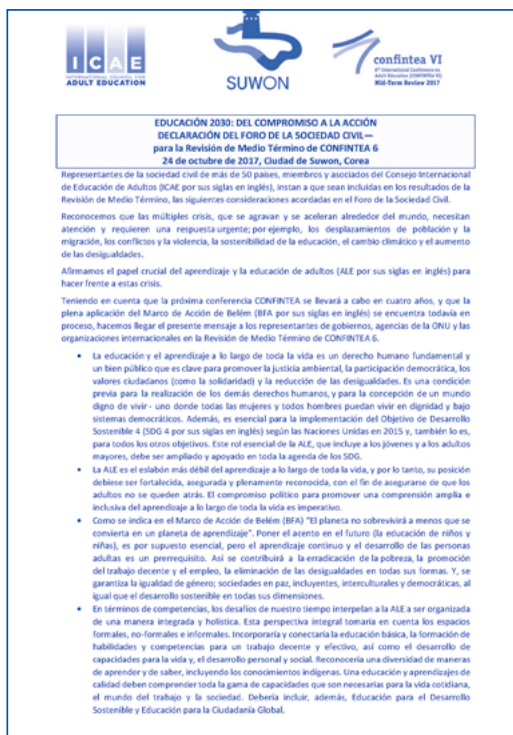 ICAE
INTERNATIONAL COUNCIL FOR
ADULT EDUCATION
SUWON
confintea VI
6th International Conference on
Adult Education (CONFINTEA VI)
Mid-Term Review 2017
EDUCACIÓN 2030: DEL COMPROMISO A LA ACCIÓN
DECLARACIÓN DEL FORO DE LA SOCIEDAD CIVIL—
para la Revisión de Medio Término de CONFINTEA 6
24 de octubre de 2017, Ciudad de Suwon, Corea
Representantes de la sociedad civil de más de 50 países, miembros y asociados del Consejo Internacional
de Educación de Adultos (ICAE por sus siglas en inglés), instan a que sean incluidas en los resultados de la
Revisión de Medio Término, las siguientes consideraciones acordadas en el Foro de la Sociedad Civil.
Reconocemos que las múltiples crisis, que se agravan y se aceleran alrededor del mundo, necesitan
atención y requieren una respuesta urgente; por ejemplo, los desplazamientos de población y la
migración, los conflictos y la violencia, la sostenibilidad de la educación, el cambio climático y el aumento
de las desigualdades.
Afirmamos el papel crucial del aprendizaje y la educación de adultos (ALE por sus siglas en inglés) para
hacer frente a estas crisis.
Teniendo en cuenta que la próxima conferencia CONFINTEA se llevará a cabo en cuatro años, y que la
plena aplicación del Marco de Acción de Belém (BFA por sus siglas en inglés) se encuentra todavía en
proceso, hacemos llegar el presente mensaje a los representantes de gobiernos, agencias de la ONU y las
organizaciones internacionales en la Revisión de Medio Término de CONFINTEA 6.
• La educación y el aprendizaje a lo largo de toda la vida es un derecho humano fundamental y
un bien público que es clave para promover la justicia ambiental, la participación democrática, los
valores ciudadanos (como la solidaridad) y la reducción de las desigualdades. Es una condición
previa para la realización de los demás derechos humanos, y para la concepción de un mundo
digno de vivir - uno donde todas las mujeres y todos hombres puedan vivir en dignidad y bajo
sistemas democráticos. Además, es esencial para la implementación del Objetivo de Desarrollo
Sostenible 4 (SDG 4 por sus siglas en inglés) según las Naciones Unidas en 2015 y, también lo es,
para todos los otros objetivos. Este rol esencial de la ALE, que incluye a los jóvenes y a los adultos
mayores, debe ser ampliado y apoyado en toda la agenda de los SDG.
• La ALE es el eslabón más débil del aprendizaje a lo largo de toda la vida, y por lo tanto, su posición
debiese ser fortalecida, asegurada y plenamente reconocida, con el fin de asegurarse de que los
adultos no se queden atrás. El compromiso político para promover una comprensión amplia e
inclusiva del aprendizaje a lo largo de toda la vida es imperativo.
• Como se indica en el Marco de Acción de Belém (BFA) "El planeta no sobrevivirá a menos que se
convierta en un planeta de aprendizaje". Poner el acento en el futuro (la educación de niños y
niñas), es por supuesto esencial, pero el aprendizaje continuo y el desarrollo de las personas
adultas es un prerrequisito. Así se contribuirá a la erradicación de la pobreza, la promoción
del trabajo decente y el empleo, la eliminación de las desigualdades en todas sus formas. Y, se
garantiza la igualdad de género; sociedades en paz, incluyentes, interculturales y democráticas, al
igual que el desarrollo sostenible en todas sus dimensiones.
• En términos de competencias, los desafíos de nuestro tiempo interpelan a la ALE a ser organizada
de una manera integrada y holística. Esta perspectiva integral tomaría en cuenta los espacios
formales, no-formales e informales. Incorporaría y conectaría la educación básica, la formación de
habilidades y competencias para un trabajo decente y efectivo, así como el desarrollo de
capacidades para la vida y, el desarrollo personal y social. Reconocería una diversidad de maneras
de aprender y de saber, incluyendo los conocimientos indígenas. Una educación y aprendizajes de
calidad deben comprender toda la gama de capacidades que son necesarias para la vida cotidiana,
el mundo del trabajo y la sociedad. Debería incluir, además, Educación para el Desarrollo
Sostenible y Educación para la Ciudadanía Global.